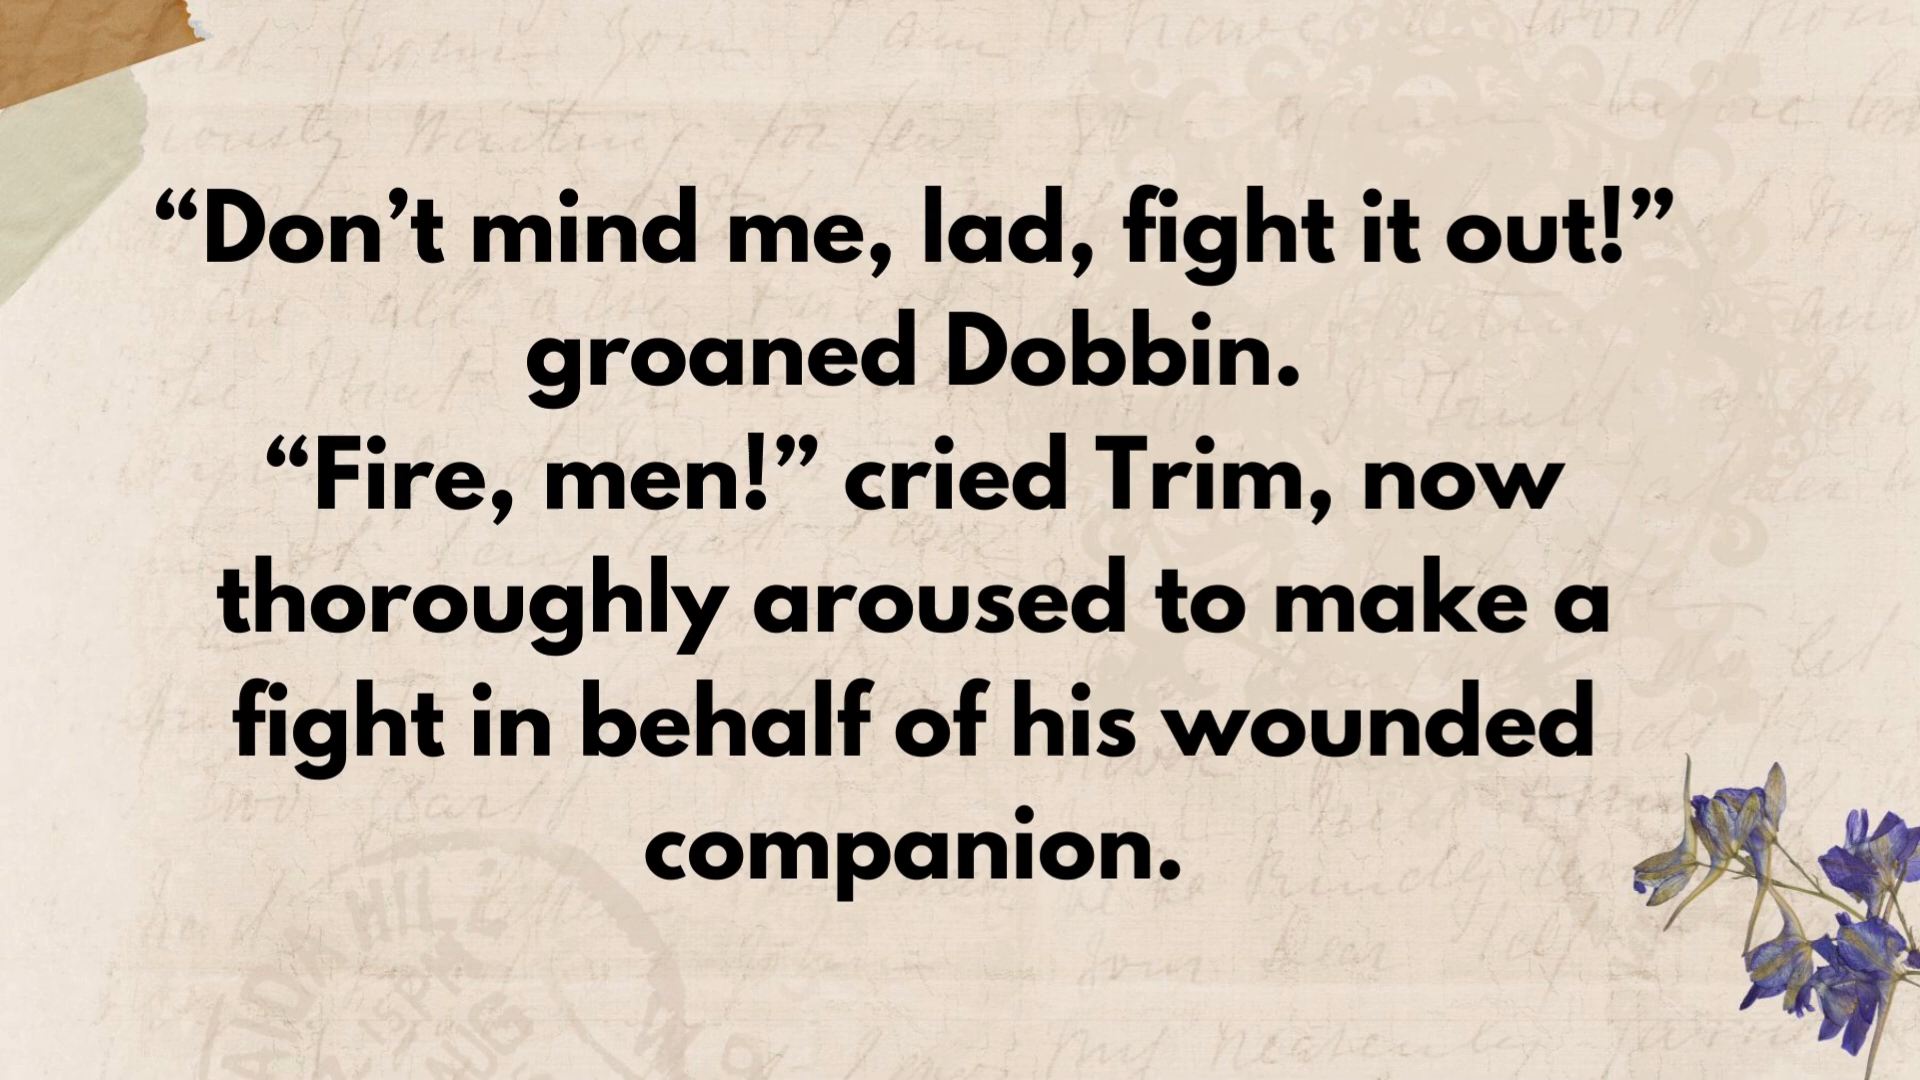 “Don’t mind me, lad, fight it out!”
groaned Dobbin.
“Fire, men!” cried Trim, now
thoroughly aroused to make a
fight in behalf of his wounded
companion.